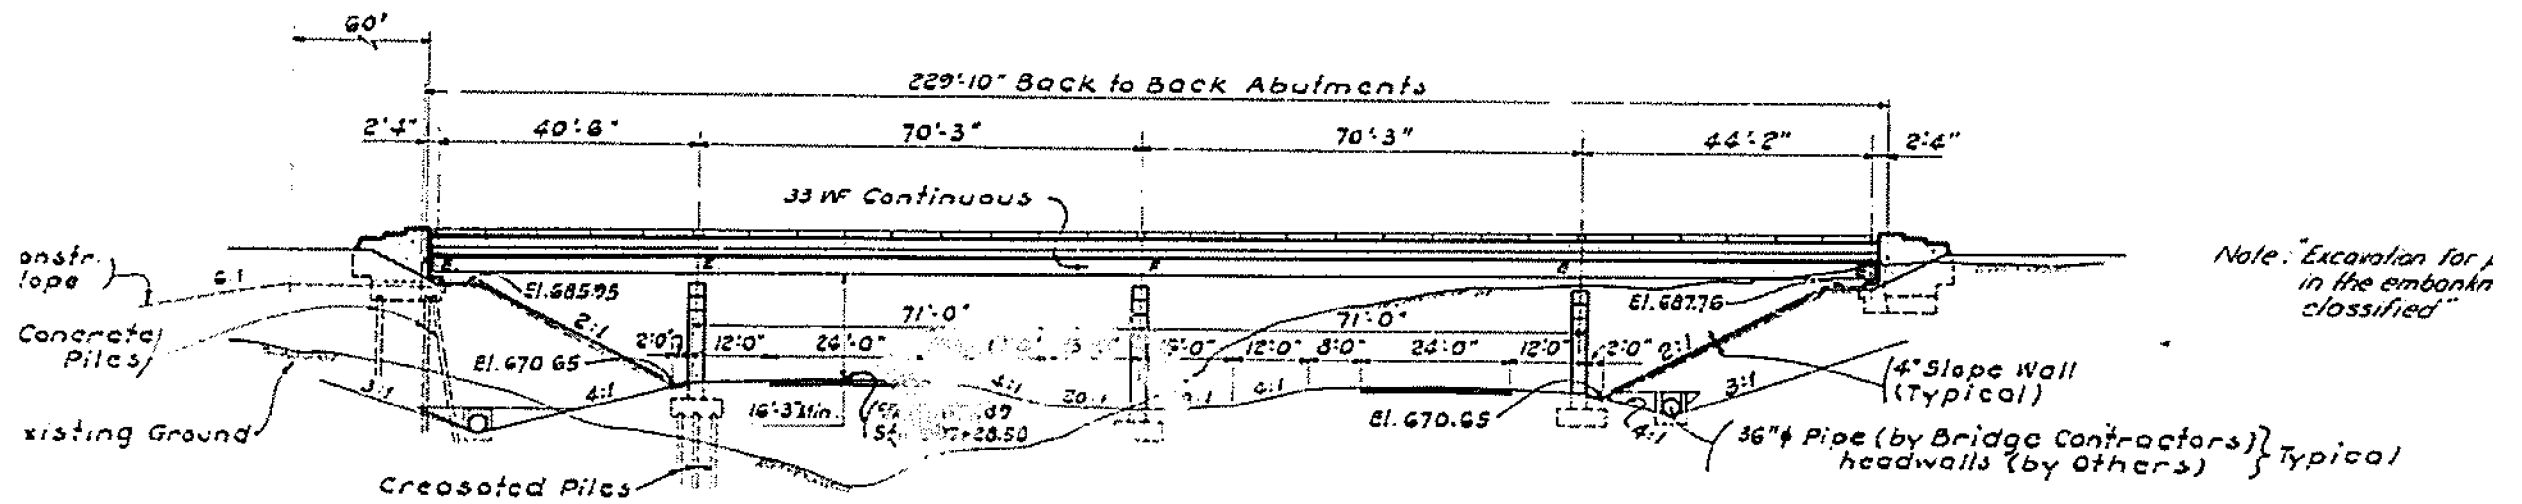 60'
229'-10" Back to Back Abutments
2'4" 40'-6" 70'-3" 70'-3" 44'-2" 2'4"
33 WF Continuous
onstr.
lope
6:1
E E F E E
Note: "Excavation for
in the embankm
classified"
El.685.95
El.687.76
Concrete
Piles
2:1
71'-0"
71'-0"
2'0" 12'-0" 26'-0" 12'0" 8'-0" 24'-0" 12'0" 2'-0" 2:1
El.670.65
3:1
4:1
16'-3" Min.
4:1
6:1
El.670.65
4:1
3:1
4" Slope Wall
(Typical)
28.50
xisting Ground
36"ϕ Pipe (by Bridge Contractors)
headwalls (by Others)
Typical
Creasoted Piles